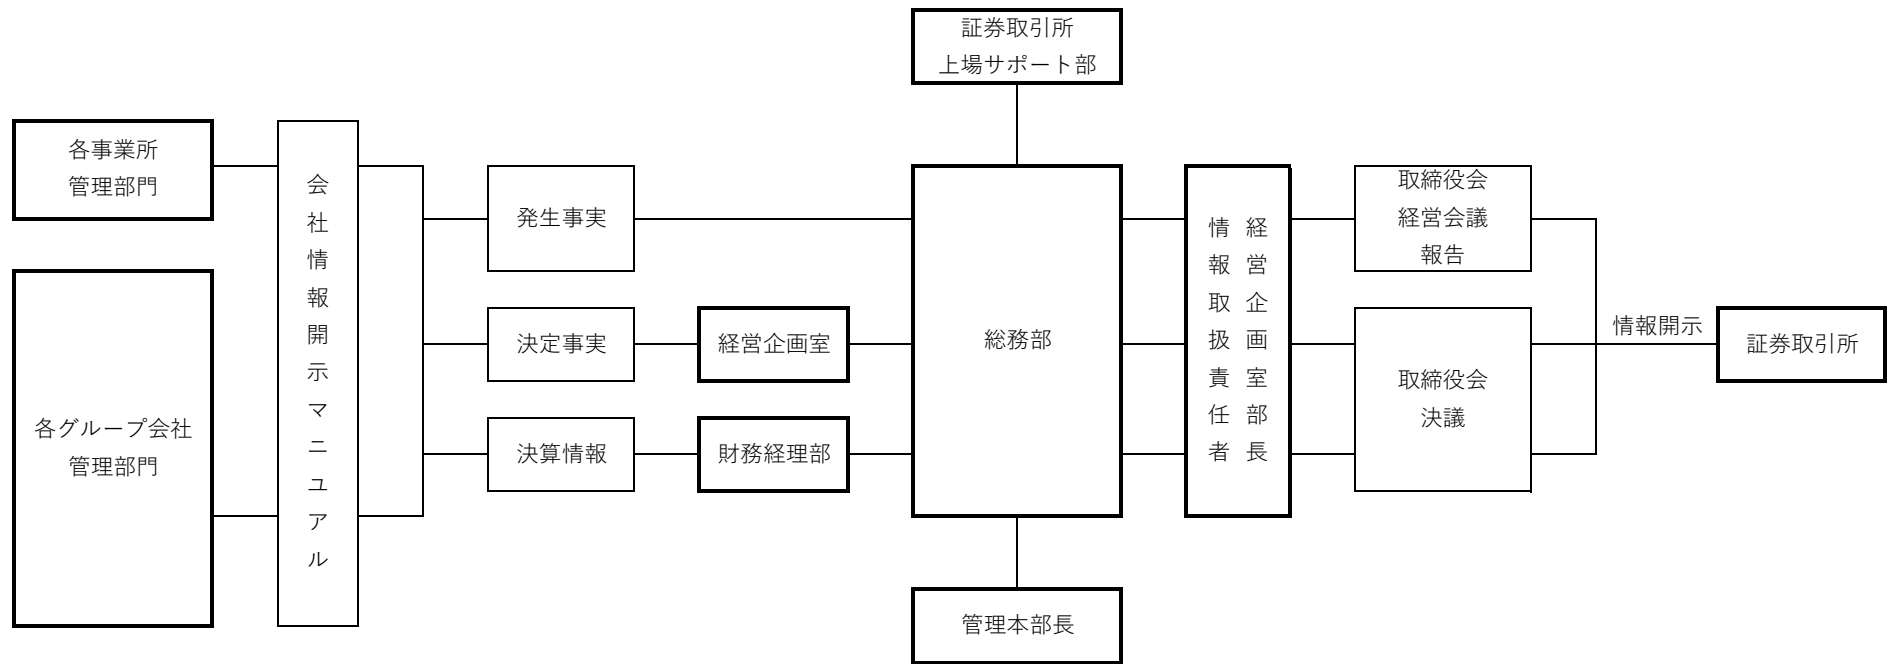 証券取引所
上場サポート部
各事業所
管理部門
各グループ会社
管理部門
会社情報開示マニュアル
発生事実
決定事実
決算情報
経営企画室
財務経理部
総務部
管理本部長
経営企画室部長
情報取扱責任者
取締役会
経営会議
報告
取締役会
決議
情報開示
証券取引所